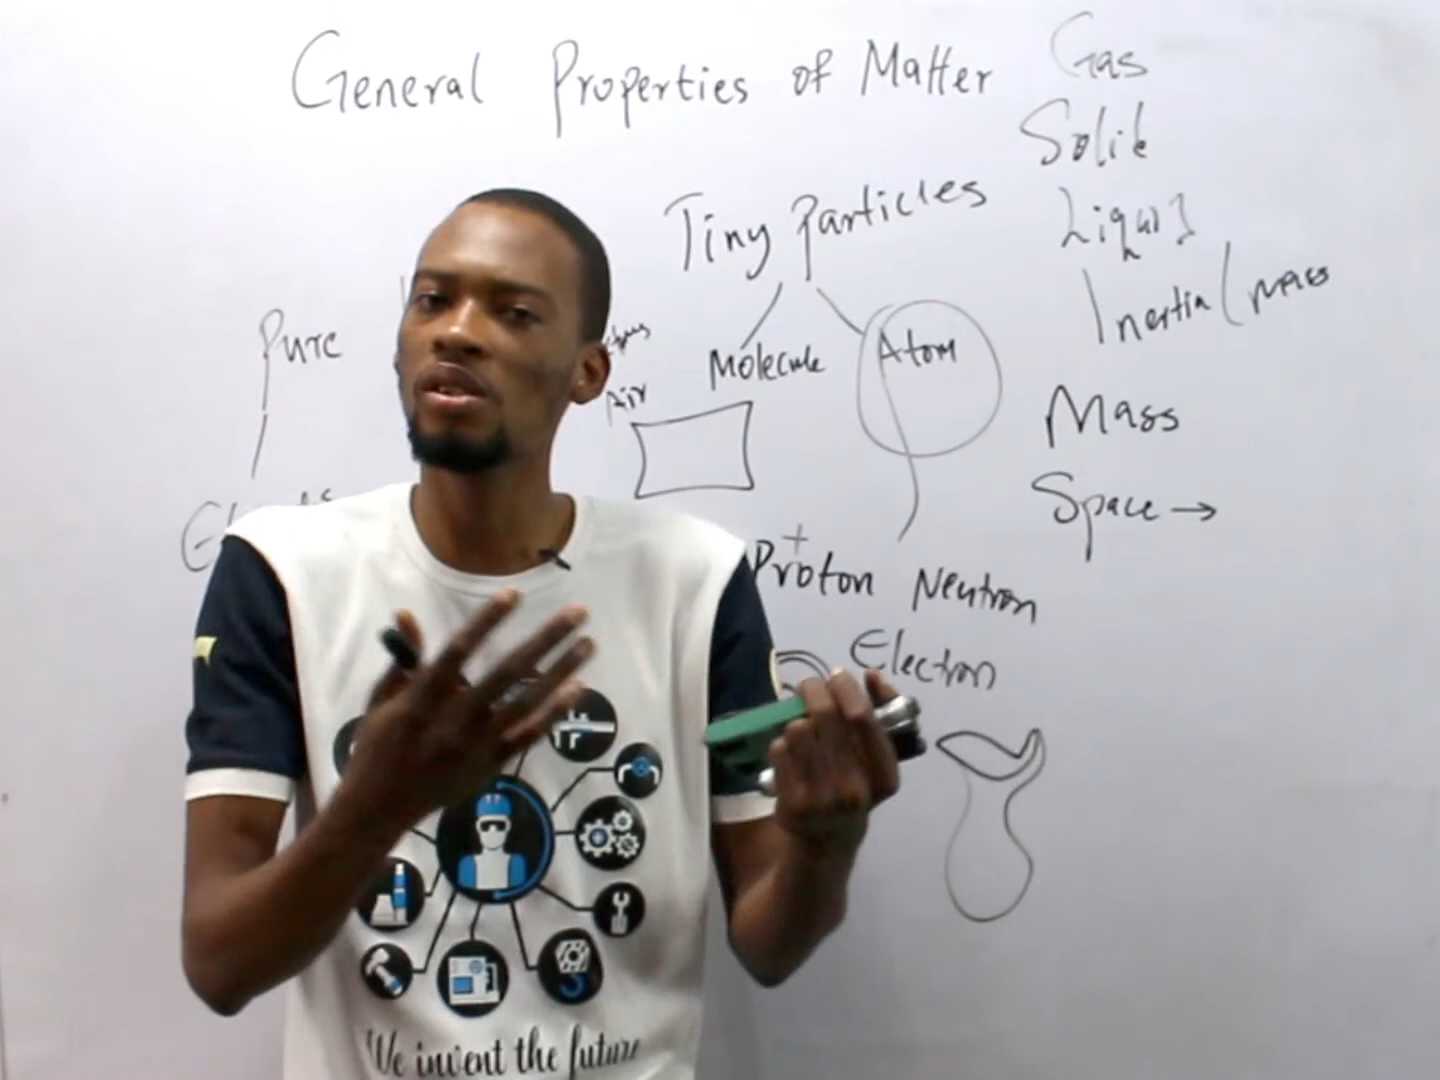 General Properties of Matter
Gas
Solid
Liquid
Inertia (mass
Mass
Space →
Tiny Particles
Molecule
Atom
Air
Pure
+
Proton Neutron
Electron
We invent the future